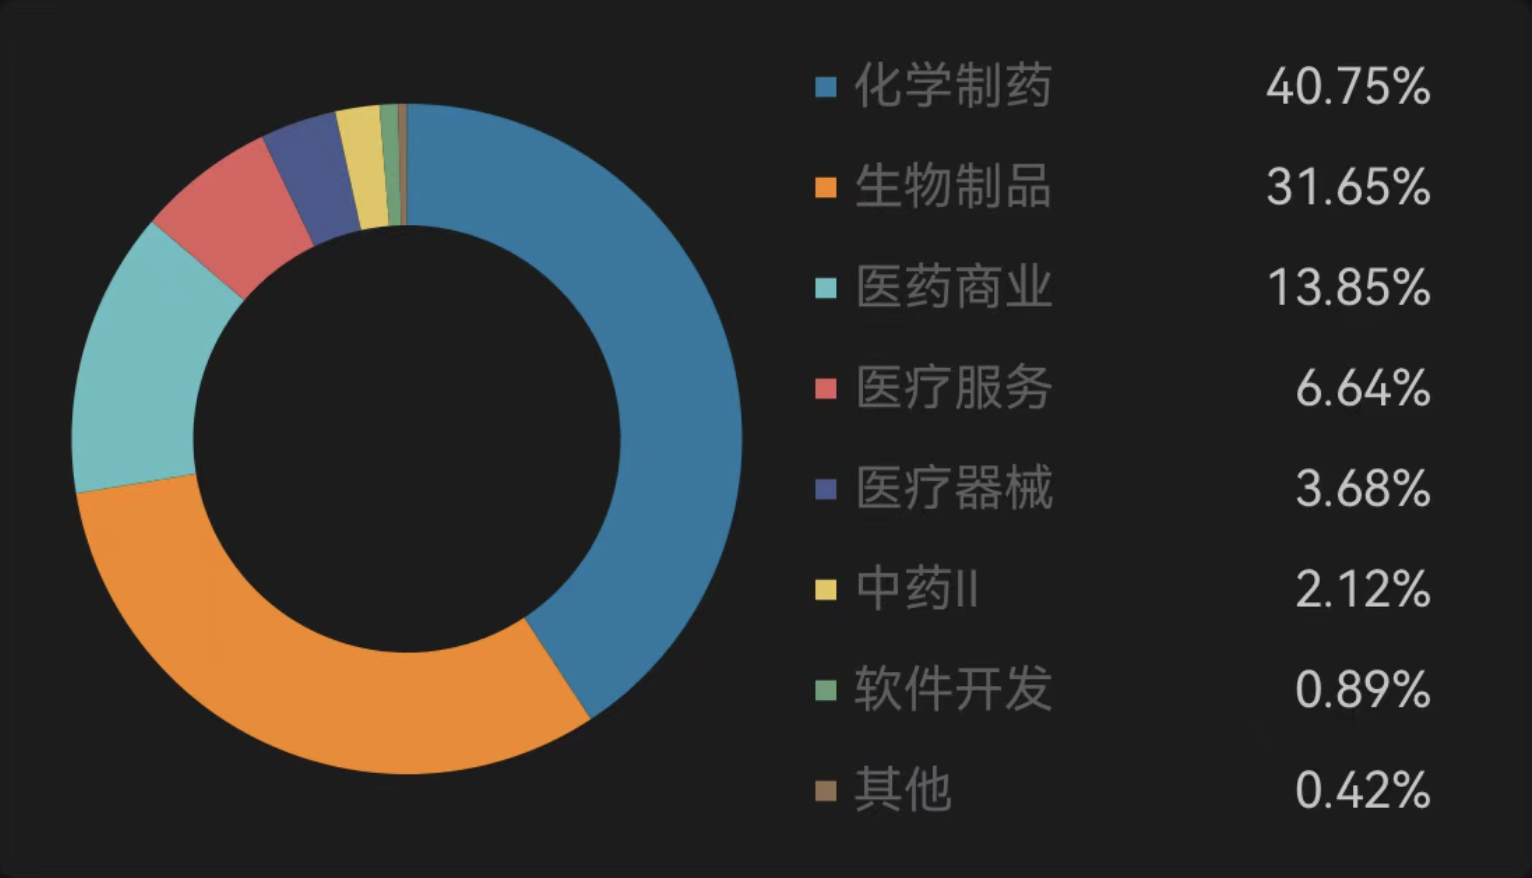 化学制药 40.75%
生物制品 31.65%
医药商业 13.85%
医疗服务 6.64%
医疗器械 3.68%
中药II 2.12%
软件开发 0.89%
其他 0.42%